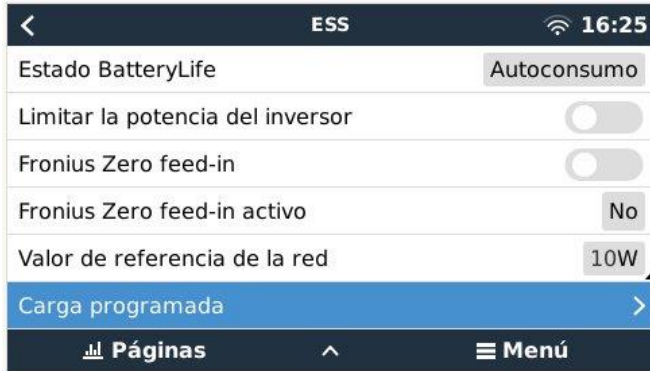 ESS 16:25
Estado BatteryLife Autoconsumo
Limitar la potencia del inversor
Fronius Zero feed-in
Fronius Zero feed-in activo No
Valor de referencia de la red 10W
Carga programada
Páginas Menú